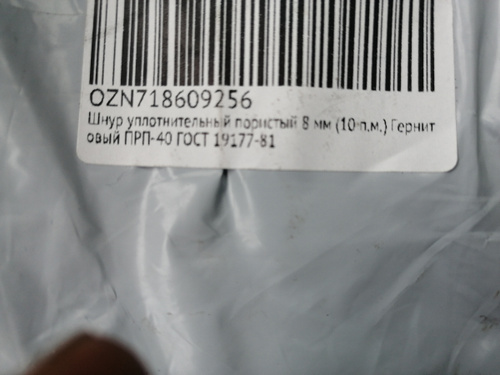 OZN718609256
Шнур уплотнительный пористый 8 мм (10 п.м.) Гернит
овый ПРП-40 ГОСТ 19177-81